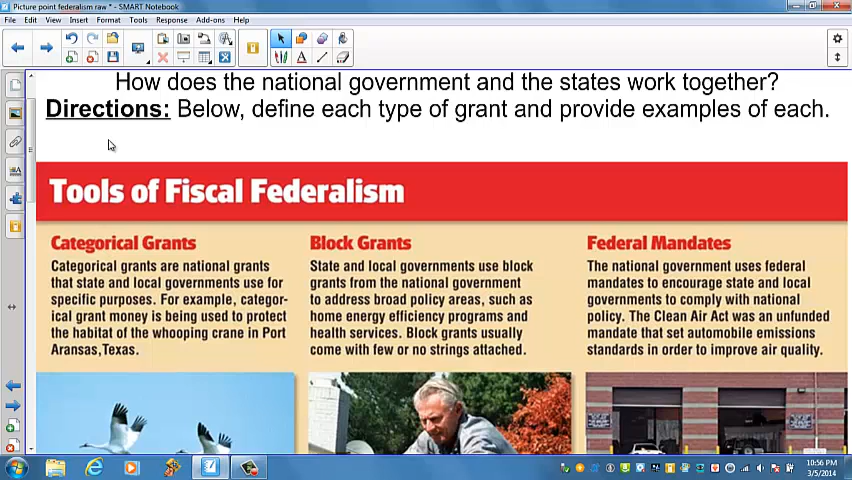 Picture point federalism raw * - SMART Notebook
File Edit View Insert Format Tools Response Add-ons Help
How does the national government and the states work together?
Directions: Below, define each type of grant and provide examples of each.
Tools of Fiscal Federalism
Categorical Grants
Categorical grants are national grants
that state and local governments use for
specific purposes. For example, categor-
ical grant money is being used to protect
the habitat of the whooping crane in Port
Aransas, Texas.
Block Grants
State and local governments use block
grants from the national government
to address broad policy areas, such as
home energy efficiency programs and
health services. Block grants usually
come with few or no strings attached.
Federal Mandates
The national government uses federal
mandates to encourage state and local
governments to comply with national
policy. The Clean Air Act was an unfunded
mandate that set automobile emissions
standards in order to improve air quality.
10:56 PM
3/5/2014